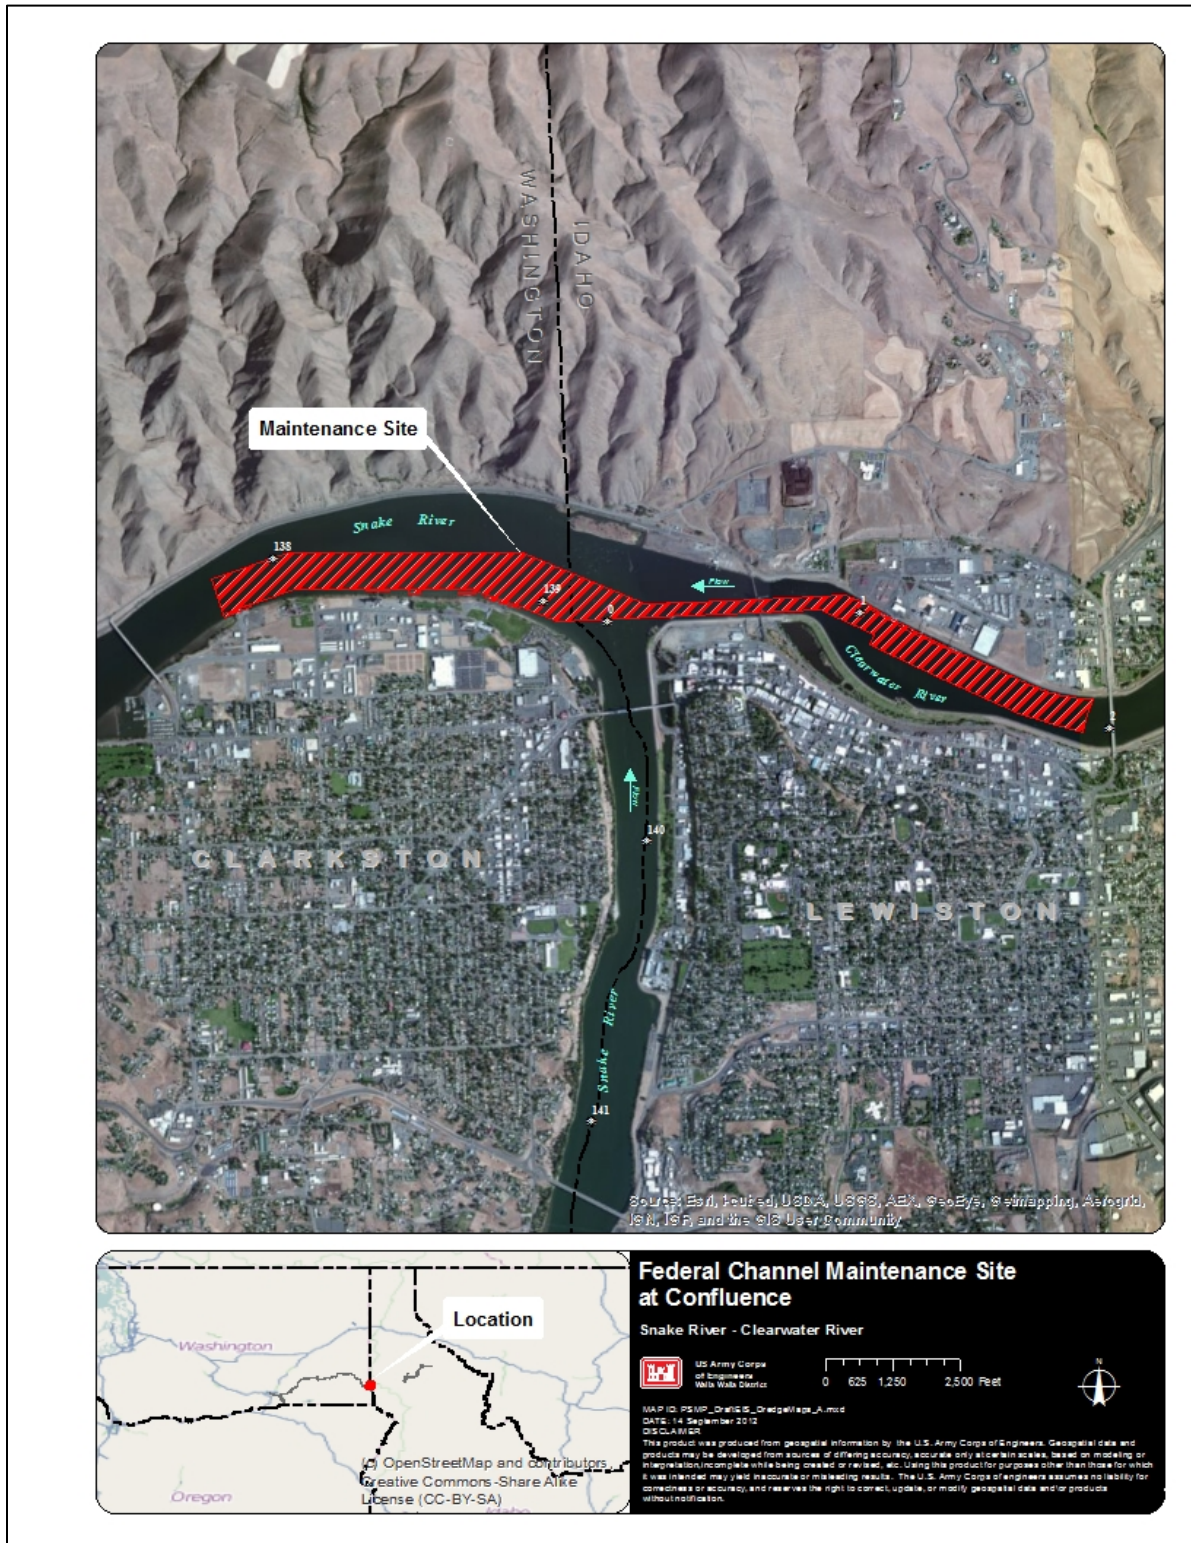 WASHINGTON
IDAHO
Maintenance Site
Snake River
138
139
0
Flow
1
Clearwater River
2
Flow
140
CLARKSTON
LEWISTON
Snake River
141
Source: Esri, i-cubed, USDA, USGS, AEX, GeoEye, Getmapping, Aerogrid,
IGN, IGP, and the GIS User Community
Location
Washington
(c) OpenStreetMap and contributors,
Creative Commons-Share Alike
License (CC-BY-SA)
Oregon
Idaho
Federal Channel Maintenance Site
at Confluence
Snake River - Clearwater River
US Army Corps
of Engineers
Walla Walla District
0 625 1,250 2,500 Feet
N
MAP ID: PSMP_DraftEIS_DredgeMaps_A.mxd
DATE: 14 September 2012
DISCLAIMER
This product was produced from geospatial information by the U.S. Army Corps of Engineers. Geospatial data and
products may be developed from sources of differing accuracy, accurate only at certain scales, based on modeling or
interpretation, incomplete while being created or revised, etc. Using this product for purposes other than those for which
it was intended may yield inaccurate or misleading results. The U.S. Army Corps of engineers assumes no liability for
correctness or accuracy, and reserves the right to correct, update, or modify geospatial data and/or products
without notification.